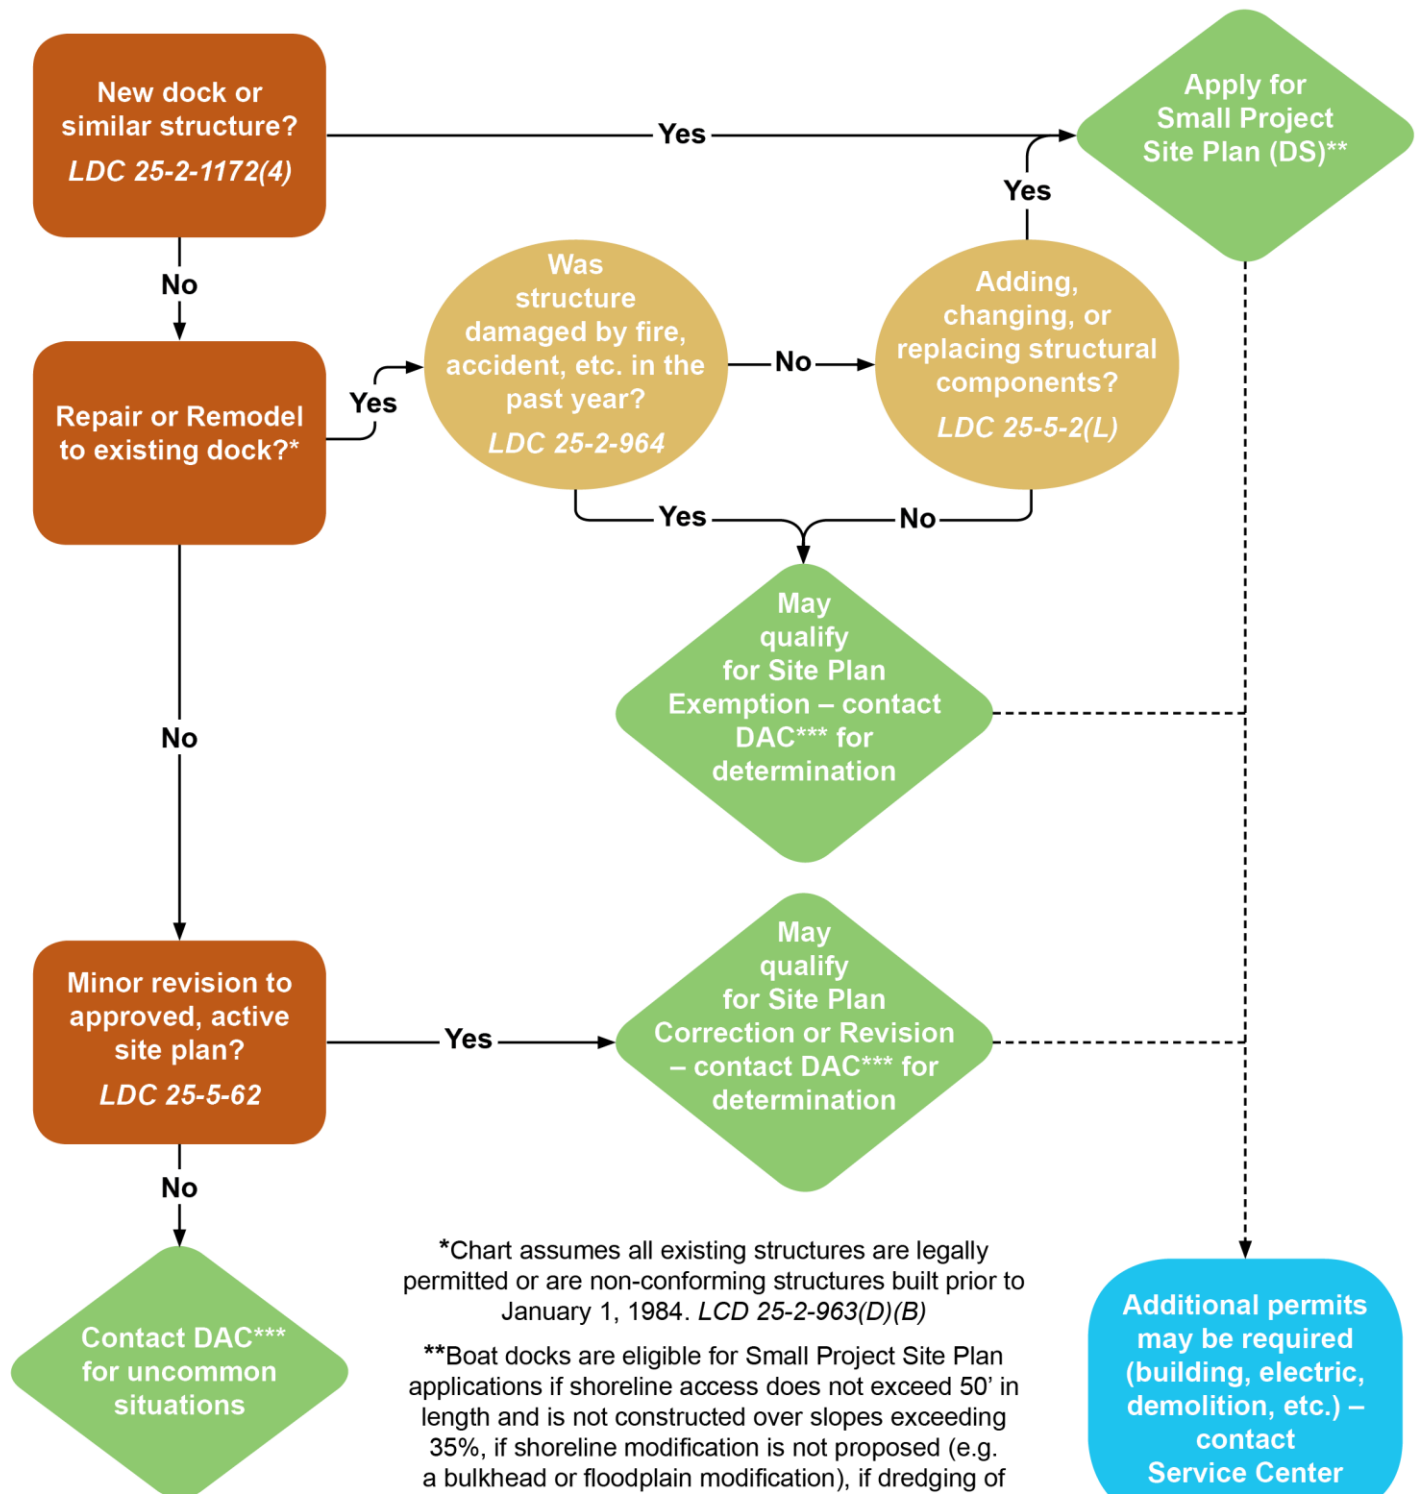 New dock or
similar structure?
LDC 25-2-1172(4)
Yes
Apply for
Small Project
Site Plan (DS)**
No
Yes
Repair or Remodel
to existing dock?*
Yes
Was
structure
damaged by fire,
accident, etc. in the
past year?
LDC 25-2-964
No
Adding,
changing, or
replacing structural
components?
LDC 25-5-2(L)
Yes
No
May
qualify
for Site Plan
Exemption – contact
DAC*** for
determination
No
Minor revision to
approved, active
site plan?
LDC 25-5-62
Yes
May
qualify
for Site Plan
Correction or Revision
– contact DAC*** for
determination
No
Contact DAC***
for uncommon
situations
*Chart assumes all existing structures are legally
permitted or are non-conforming structures built prior to
January 1, 1984. LCD 25-2-963(D)(B)
**Boat docks are eligible for Small Project Site Plan
applications if shoreline access does not exceed 50’ in
length and is not constructed over slopes exceeding
35%, if shoreline modification is not proposed (e.g.
a bulkhead or floodplain modification), if dredging of
Additional permits
may be required
(building, electric,
demolition, etc.) –
contact
Service Center